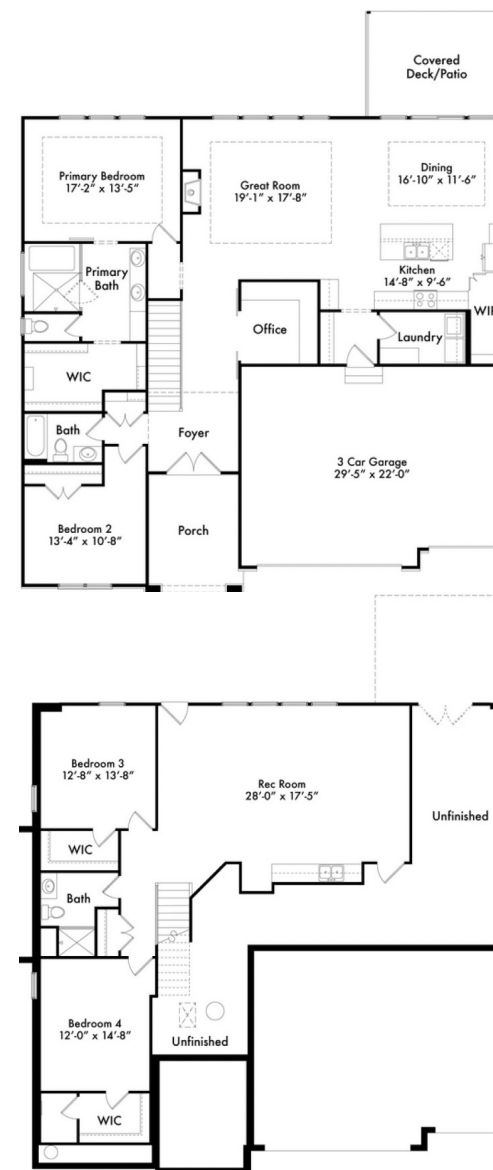 Covered
Deck/Patio
Primary Bedroom
17'-2" x 13'-5"
Great Room
19'-1" x 17'-8"
Dining
16'-10" x 11'-6"
Primary
Bath
Kitchen
14'-8" x 9'-6"
WIP
Office
Laundry
WIC
Bath
Foyer
3 Car Garage
29'-5" x 22'-0"
Bedroom 2
13'-4" x 10'-8"
Porch
Bedroom 3
12'-8" x 13'-8"
Rec Room
28'-0" x 17'-5"
Unfinished
WIC
Bath
Bedroom 4
12'-0" x 14'-8"
Unfinished
WIC